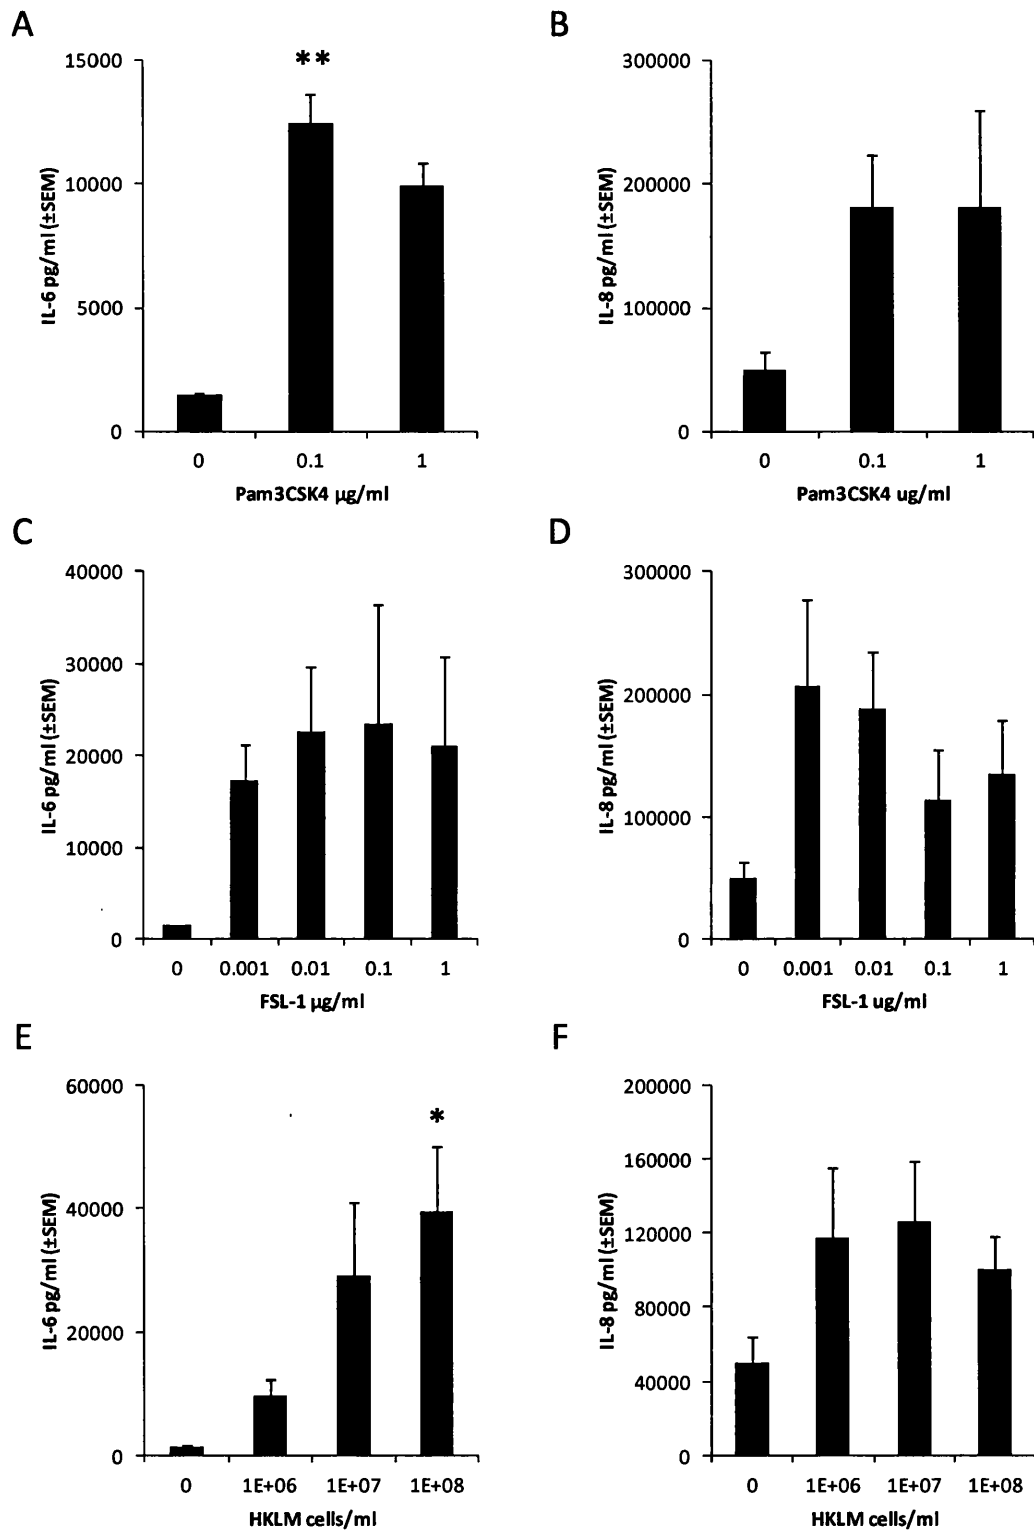 A
B
**
15000
10000
5000
0
IL-6 pg/ml (±SEM)
0 0.1 1
Pam3CSK4 µg/ml
300000
200000
100000
0
IL-8 pg/ml (±SEM)
0 0.1 1
Pam3CSK4 ug/ml
C
D
40000
30000
20000
10000
0
IL-6 pg/ml (±SEM)
0 0.001 0.01 0.1 1
FSL-1 µg/ml
300000
200000
100000
0
IL-8 pg/ml (±SEM)
0 0.001 0.01 0.1 1
FSL-1 ug/ml
E
F
*
60000
40000
20000
0
IL-6 pg/ml (±SEM)
0 1E+06 1E+07 1E+08
HKLM cells/ml
200000
160000
120000
80000
40000
0
IL-8 pg/ml (±SEM)
0 1E+06 1E+07 1E+08
HKLM cells/ml